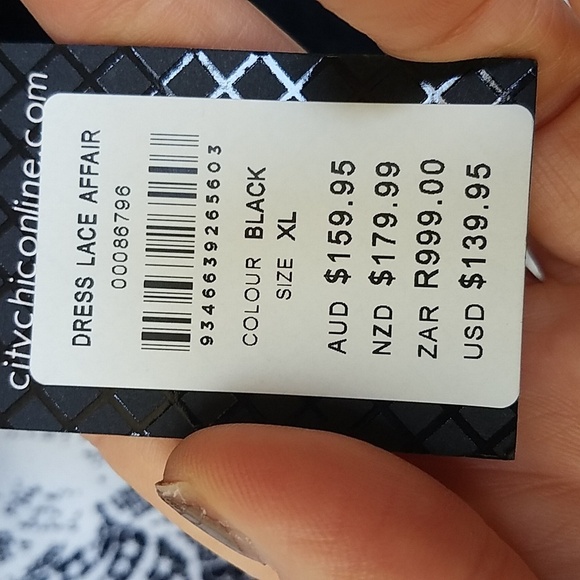 citychiconline.com
DRESS LACE AFFAIR
00086796
9346639265603
COLOUR BLACK
SIZE XL
AUD $159.95
NZD $179.99
ZAR R999.00
USD $139.95